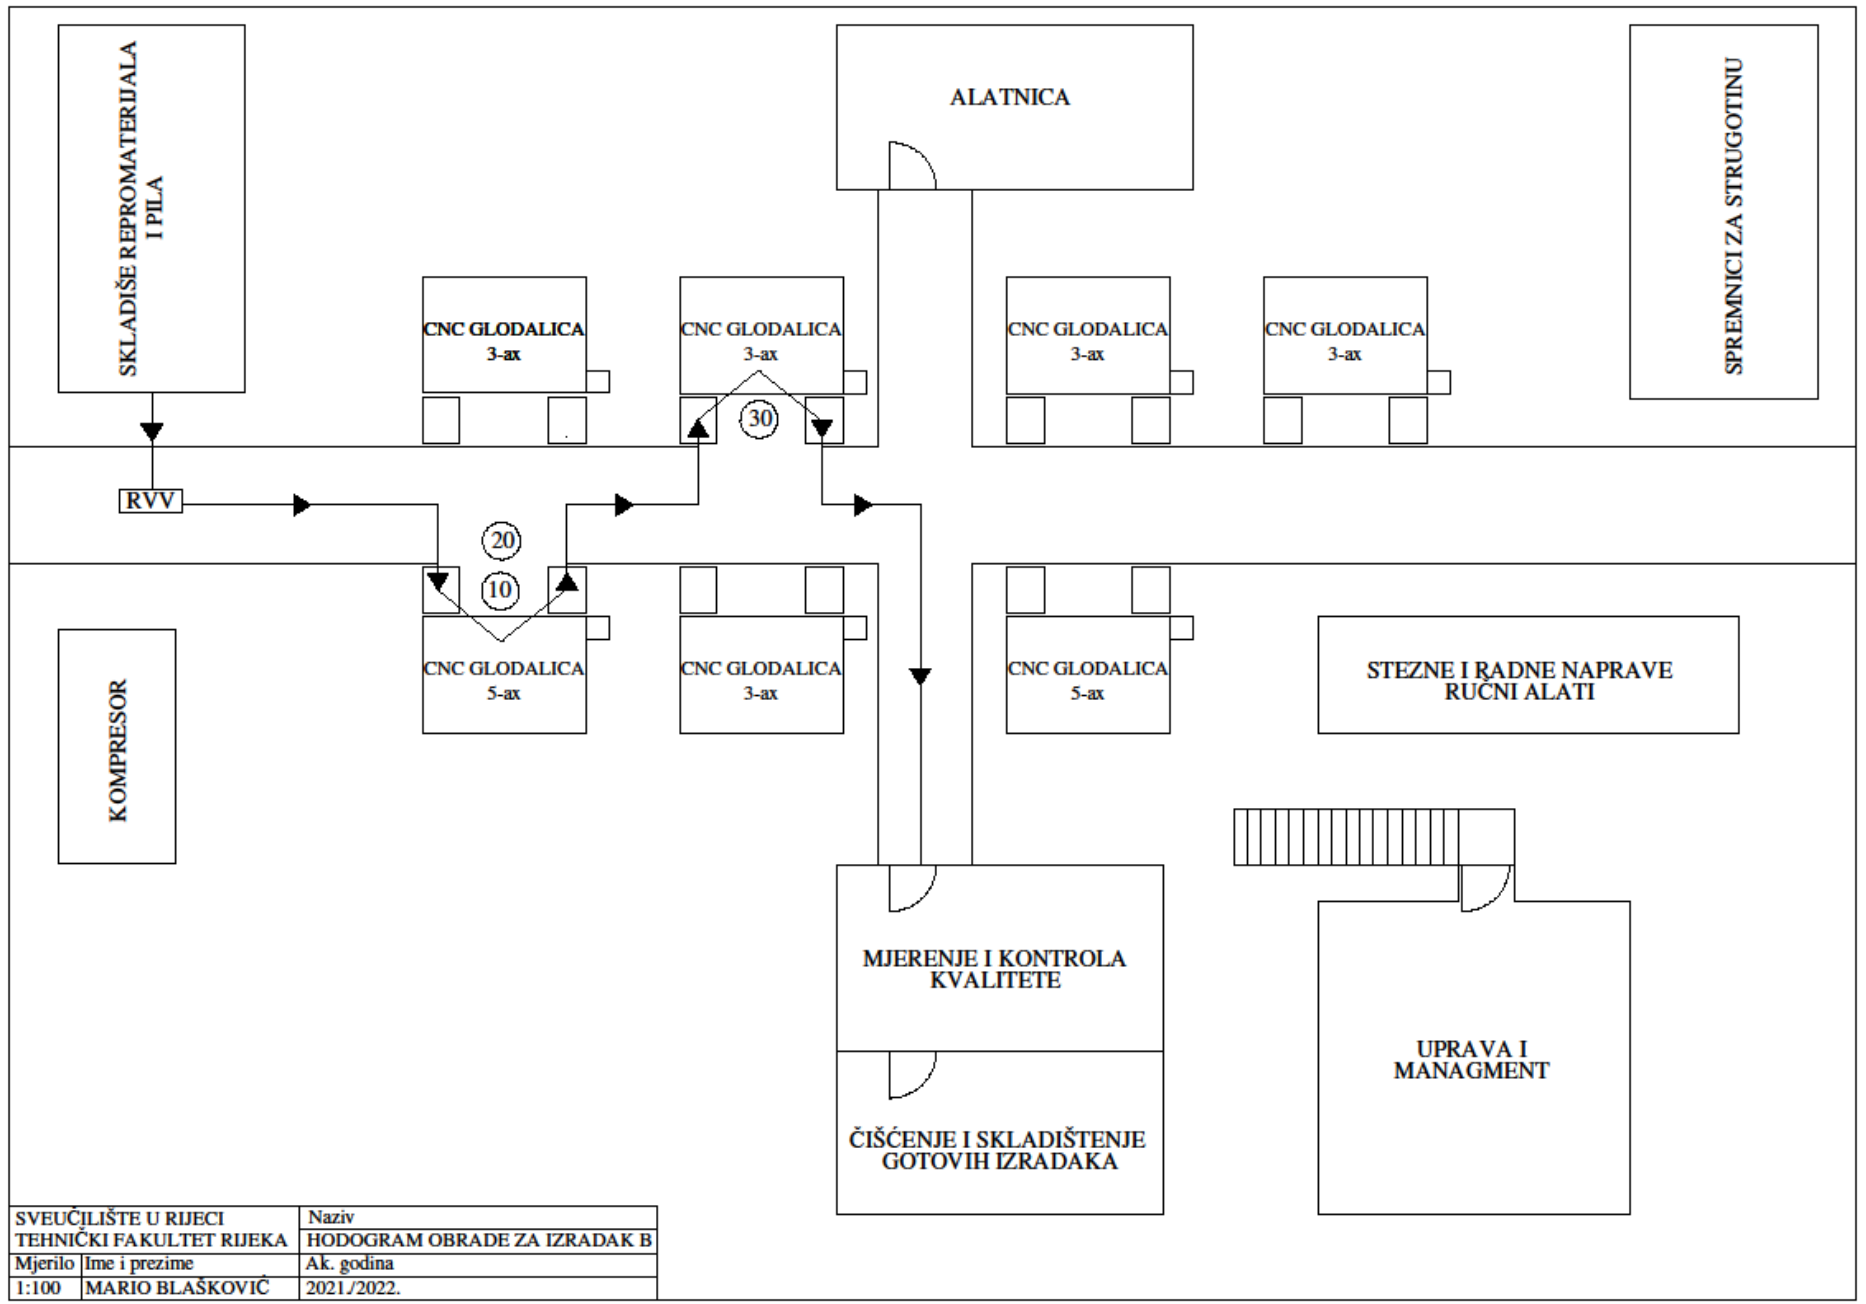 SKLADIŠE REPROMATERIJALA
I PILA
ALATNICA
SPREMNICI ZA STRUGOTINU
CNC GLODALICA
3-ax
CNC GLODALICA
3-ax
CNC GLODALICA
3-ax
CNC GLODALICA
3-ax
30
RVV
20
10
CNC GLODALICA
5-ax
CNC GLODALICA
3-ax
CNC GLODALICA
5-ax
STEZNE I RADNE NAPRAVE
RUČNI ALATI
KOMPRESOR
MJERENJE I KONTROLA
KVALITETE
UPRAVA I
MANAGMENT
ČIŠĆENJE I SKLADIŠTENJE
GOTOVIH IZRADAKA
SVEUČILIŠTE U RIJECI
TEHNIČKI FAKULTET RIJEKA
Naziv
HODOGRAM OBRADE ZA IZRADAK B
Mjerilo Ime i prezime Ak. godina
1:100 MARIO BLAŠKOVIĆ 2021./2022.